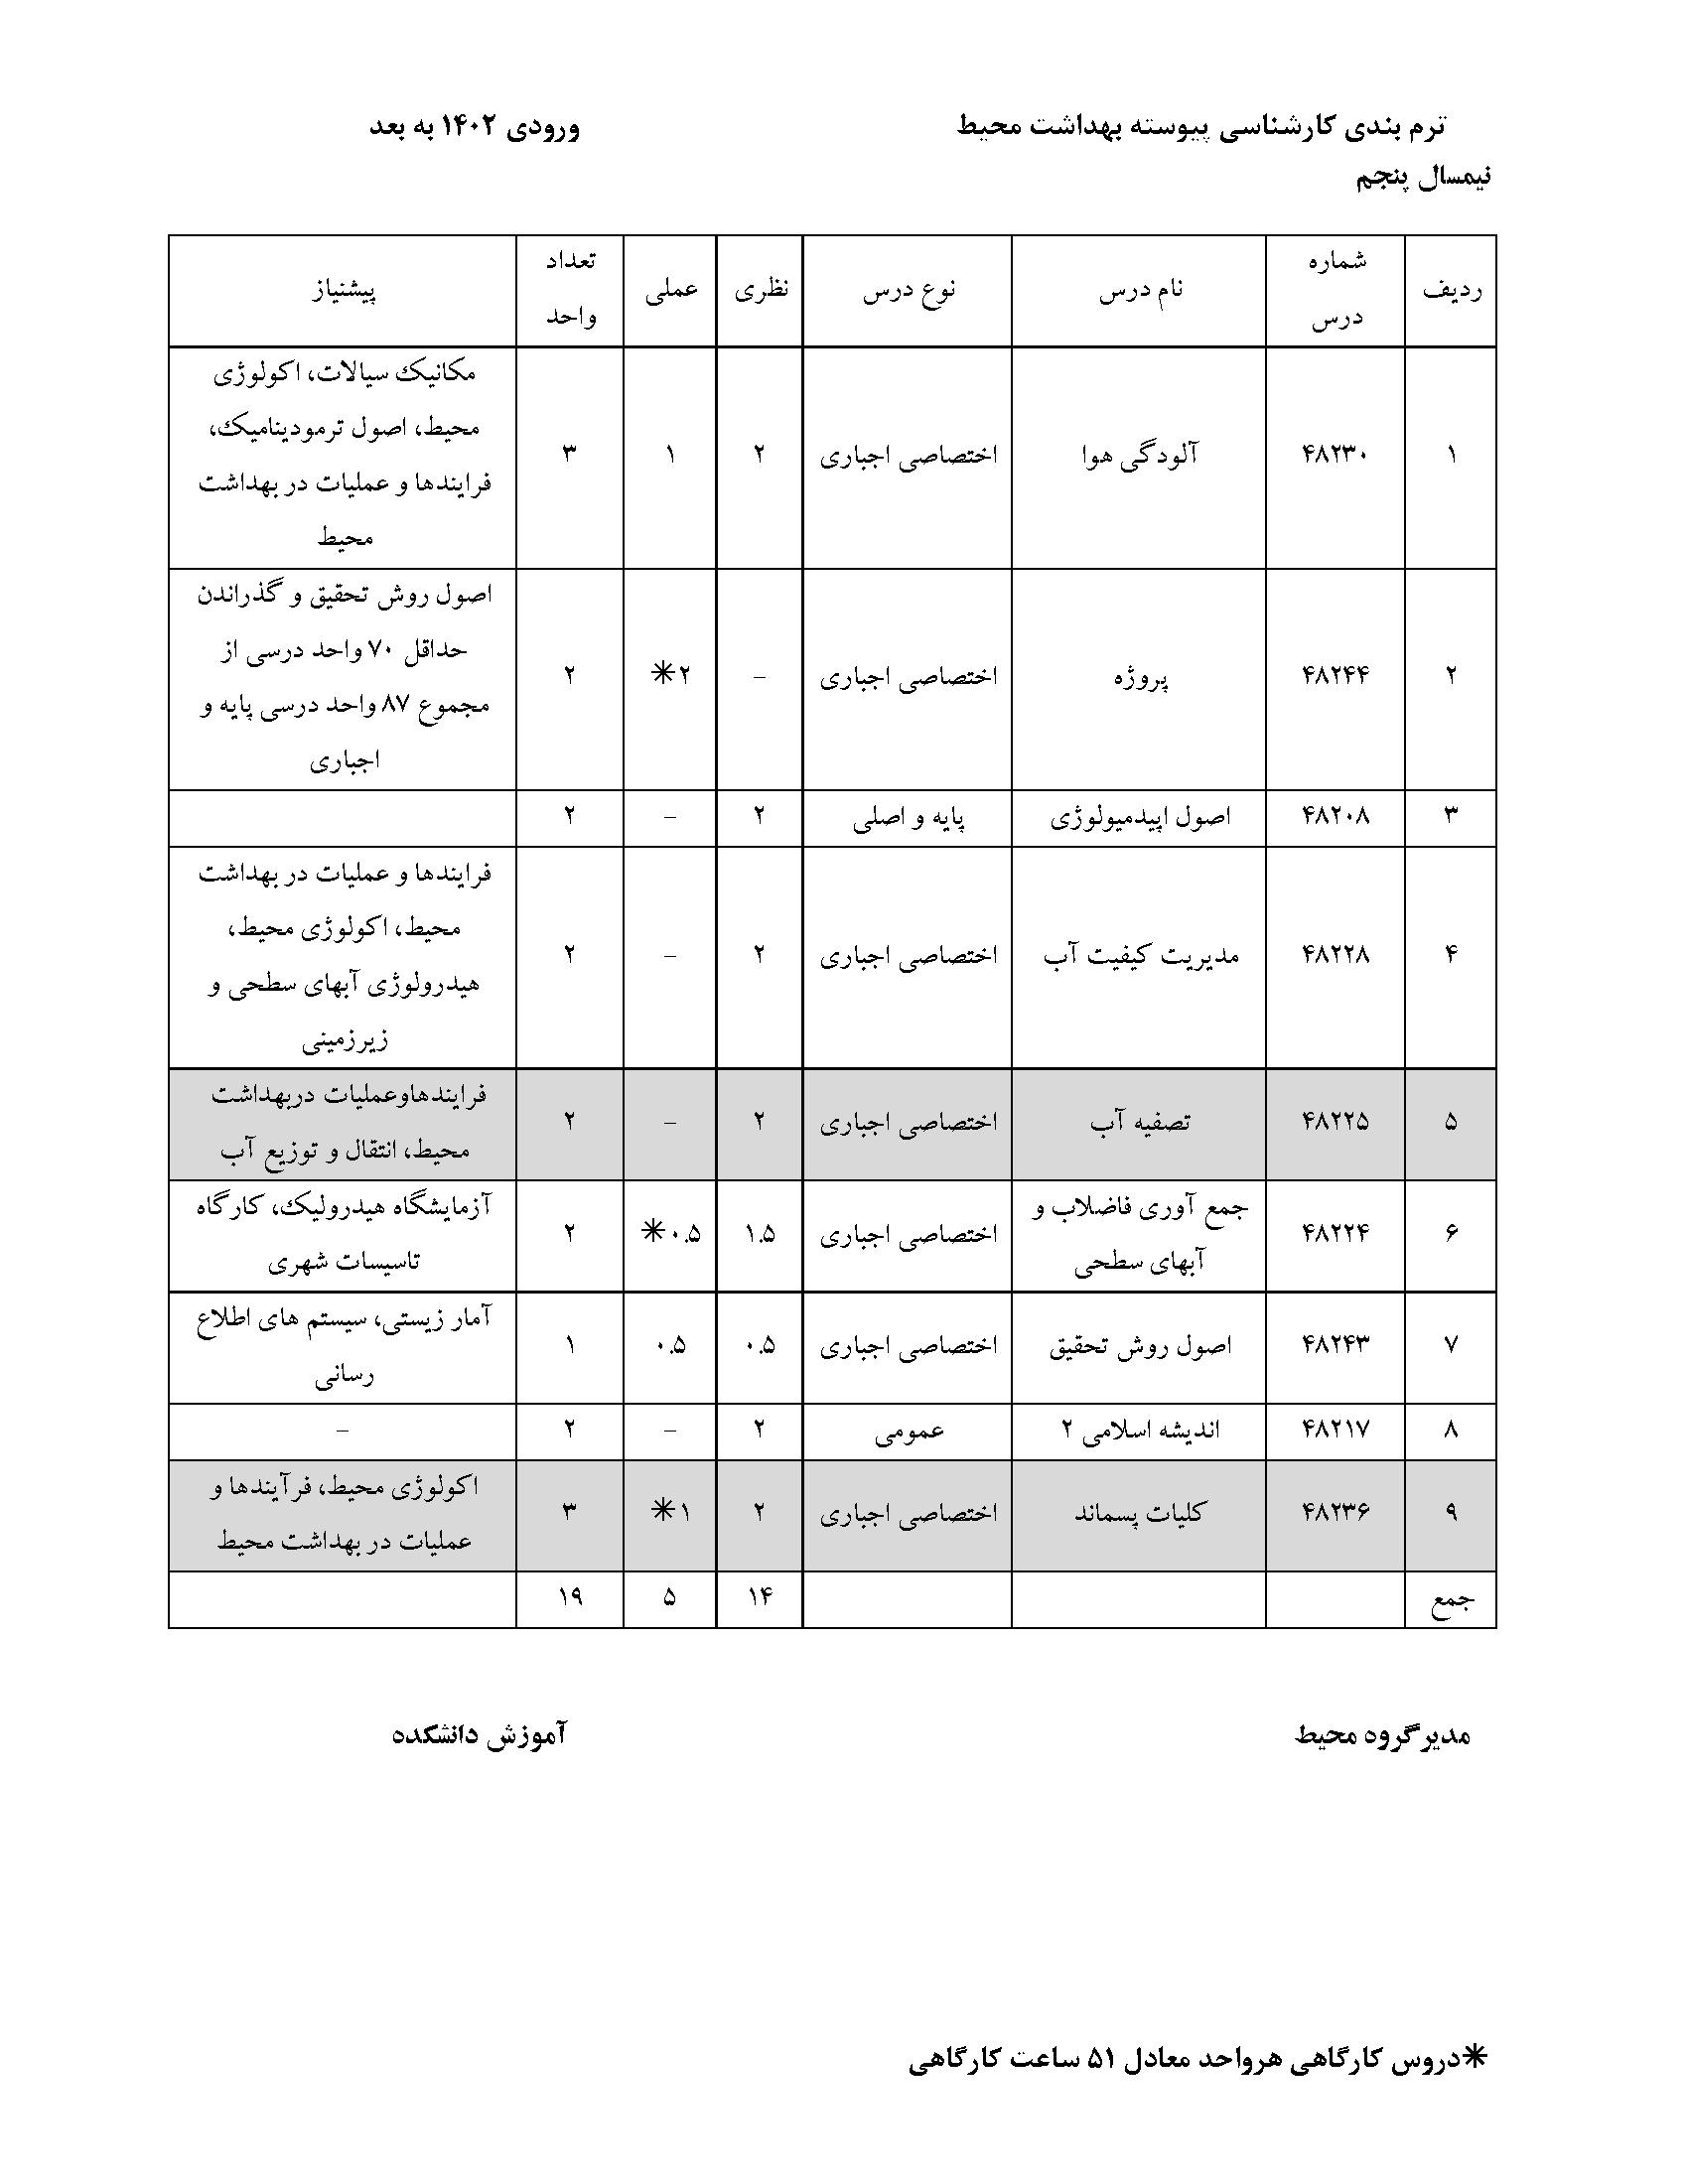 ترم بندی کارشناسی پیوسته بهداشت محیط ورودی ۱۴۰۲ به بعد
نیمسال پنجم
ردیف شماره درس نام درس نوع درس نظری عملی تعداد واحد پیشنیاز
۱ ۴۸۲۳۰ آلودگی هوا اختصاصی اجباری ۲ ۱ ۳ مکانیک سیالات، اکولوژی
محیط، اصول ترمودینامیک،
فرایندها و عملیات در بهداشت
محیط
۲ ۴۸۲۴۴ پروژه اختصاصی اجباری – ۲✳ ۲ اصول روش تحقیق و گذراندن
حداقل ۷۰ واحد درسی از
مجموع ۸۷ واحد درسی پایه و
اجباری
۳ ۴۸۲۰۸ اصول اپیدمیولوژی پایه و اصلی ۲ – ۲
۴ ۴۸۲۲۸ مدیریت کیفیت آب اختصاصی اجباری ۲ – ۲ فرایندها و عملیات در بهداشت
محیط، اکولوژی محیط،
هیدرولوژی آبهای سطحی و
زیرزمینی
۵ ۴۸۲۲۵ تصفیه آب اختصاصی اجباری ۲ – ۲ فرایندهاوعملیات دربهداشت
محیط، انتقال و توزیع آب
۶ ۴۸۲۲۴ جمع آوری فاضلاب و آبهای سطحی اختصاصی اجباری ۱.۵ ۰.۵✳ ۲ آزمایشگاه هیدرولیک، کارگاه
تاسیسات شهری
۷ ۴۸۲۴۳ اصول روش تحقیق اختصاصی اجباری ۰.۵ ۰.۵ ۱ آمار زیستی، سیستم های اطلاع
رسانی
۸ ۴۸۲۱۷ اندیشه اسلامی ۲ عمومی ۲ – ۲ –
۹ ۴۸۲۳۶ کلیات پسماند اختصاصی اجباری ۲ ۱✳ ۳ اکولوژی محیط، فرآیندها و
عملیات در بهداشت محیط
جمع ۱۴ ۵ ۱۹
مدیرگروه محیط آموزش دانشکده
✳دروس کارگاهی هرواحد معادل ۵۱ ساعت کارگاهی